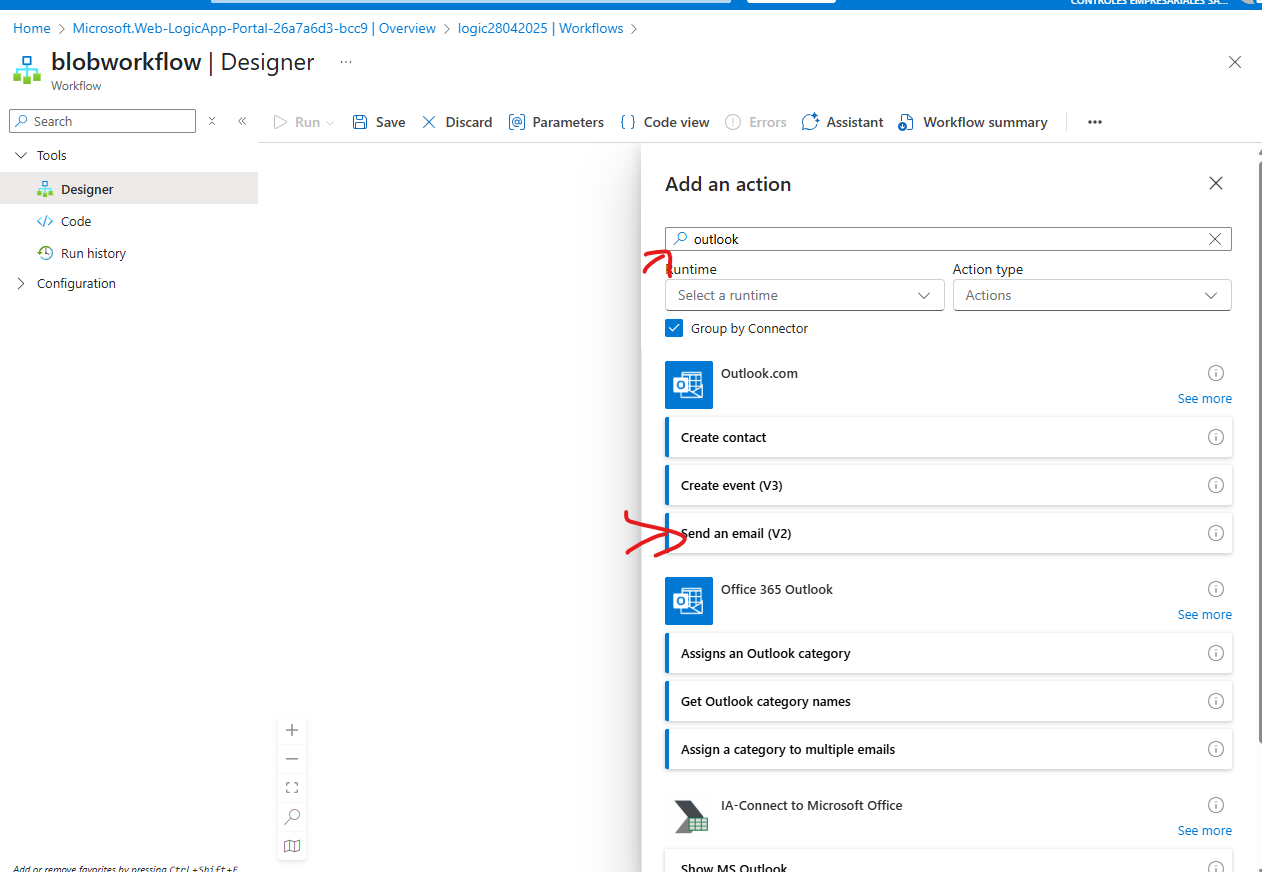 CONTROLES EMPRESARIALES SA...
Home > Microsoft.Web-LogicApp-Portal-26a7a6d3-bcc9 | Overview > logic28042025 | Workflows >
blobworkflow | Designer ...
Workflow
Search
Run Save Discard Parameters Code view Errors Assistant Workflow summary ...
Tools
Designer
Code
Run history
Configuration
Add or remove favorites by pressing Ctrl+Shift+F
Add an action
outlook
Runtime Action type
Select a runtime Actions
Group by Connector
Outlook.com
See more
Create contact
Create event (V3)
Send an email (V2)
Office 365 Outlook
See more
Assigns an Outlook category
Get Outlook category names
Assign a category to multiple emails
IA-Connect to Microsoft Office
See more
Show MS Outlook